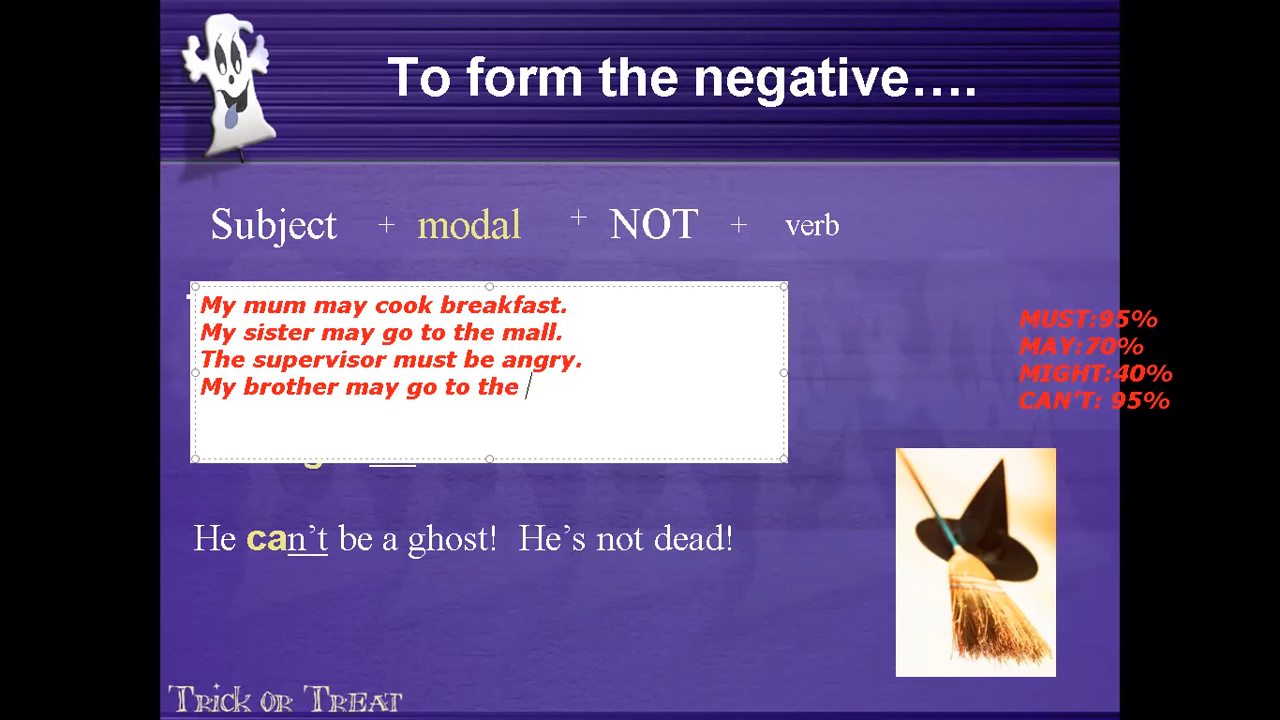 To form the negative….
Subject + modal + NOT + verb
My mum may cook breakfast.
My sister may go to the mall.
The supervisor must be angry.
My brother may go to the
MUST:95%
MAY:70%
MIGHT:40%
CAN'T: 95%
He can't be a ghost! He's not dead!
Trick or Treat